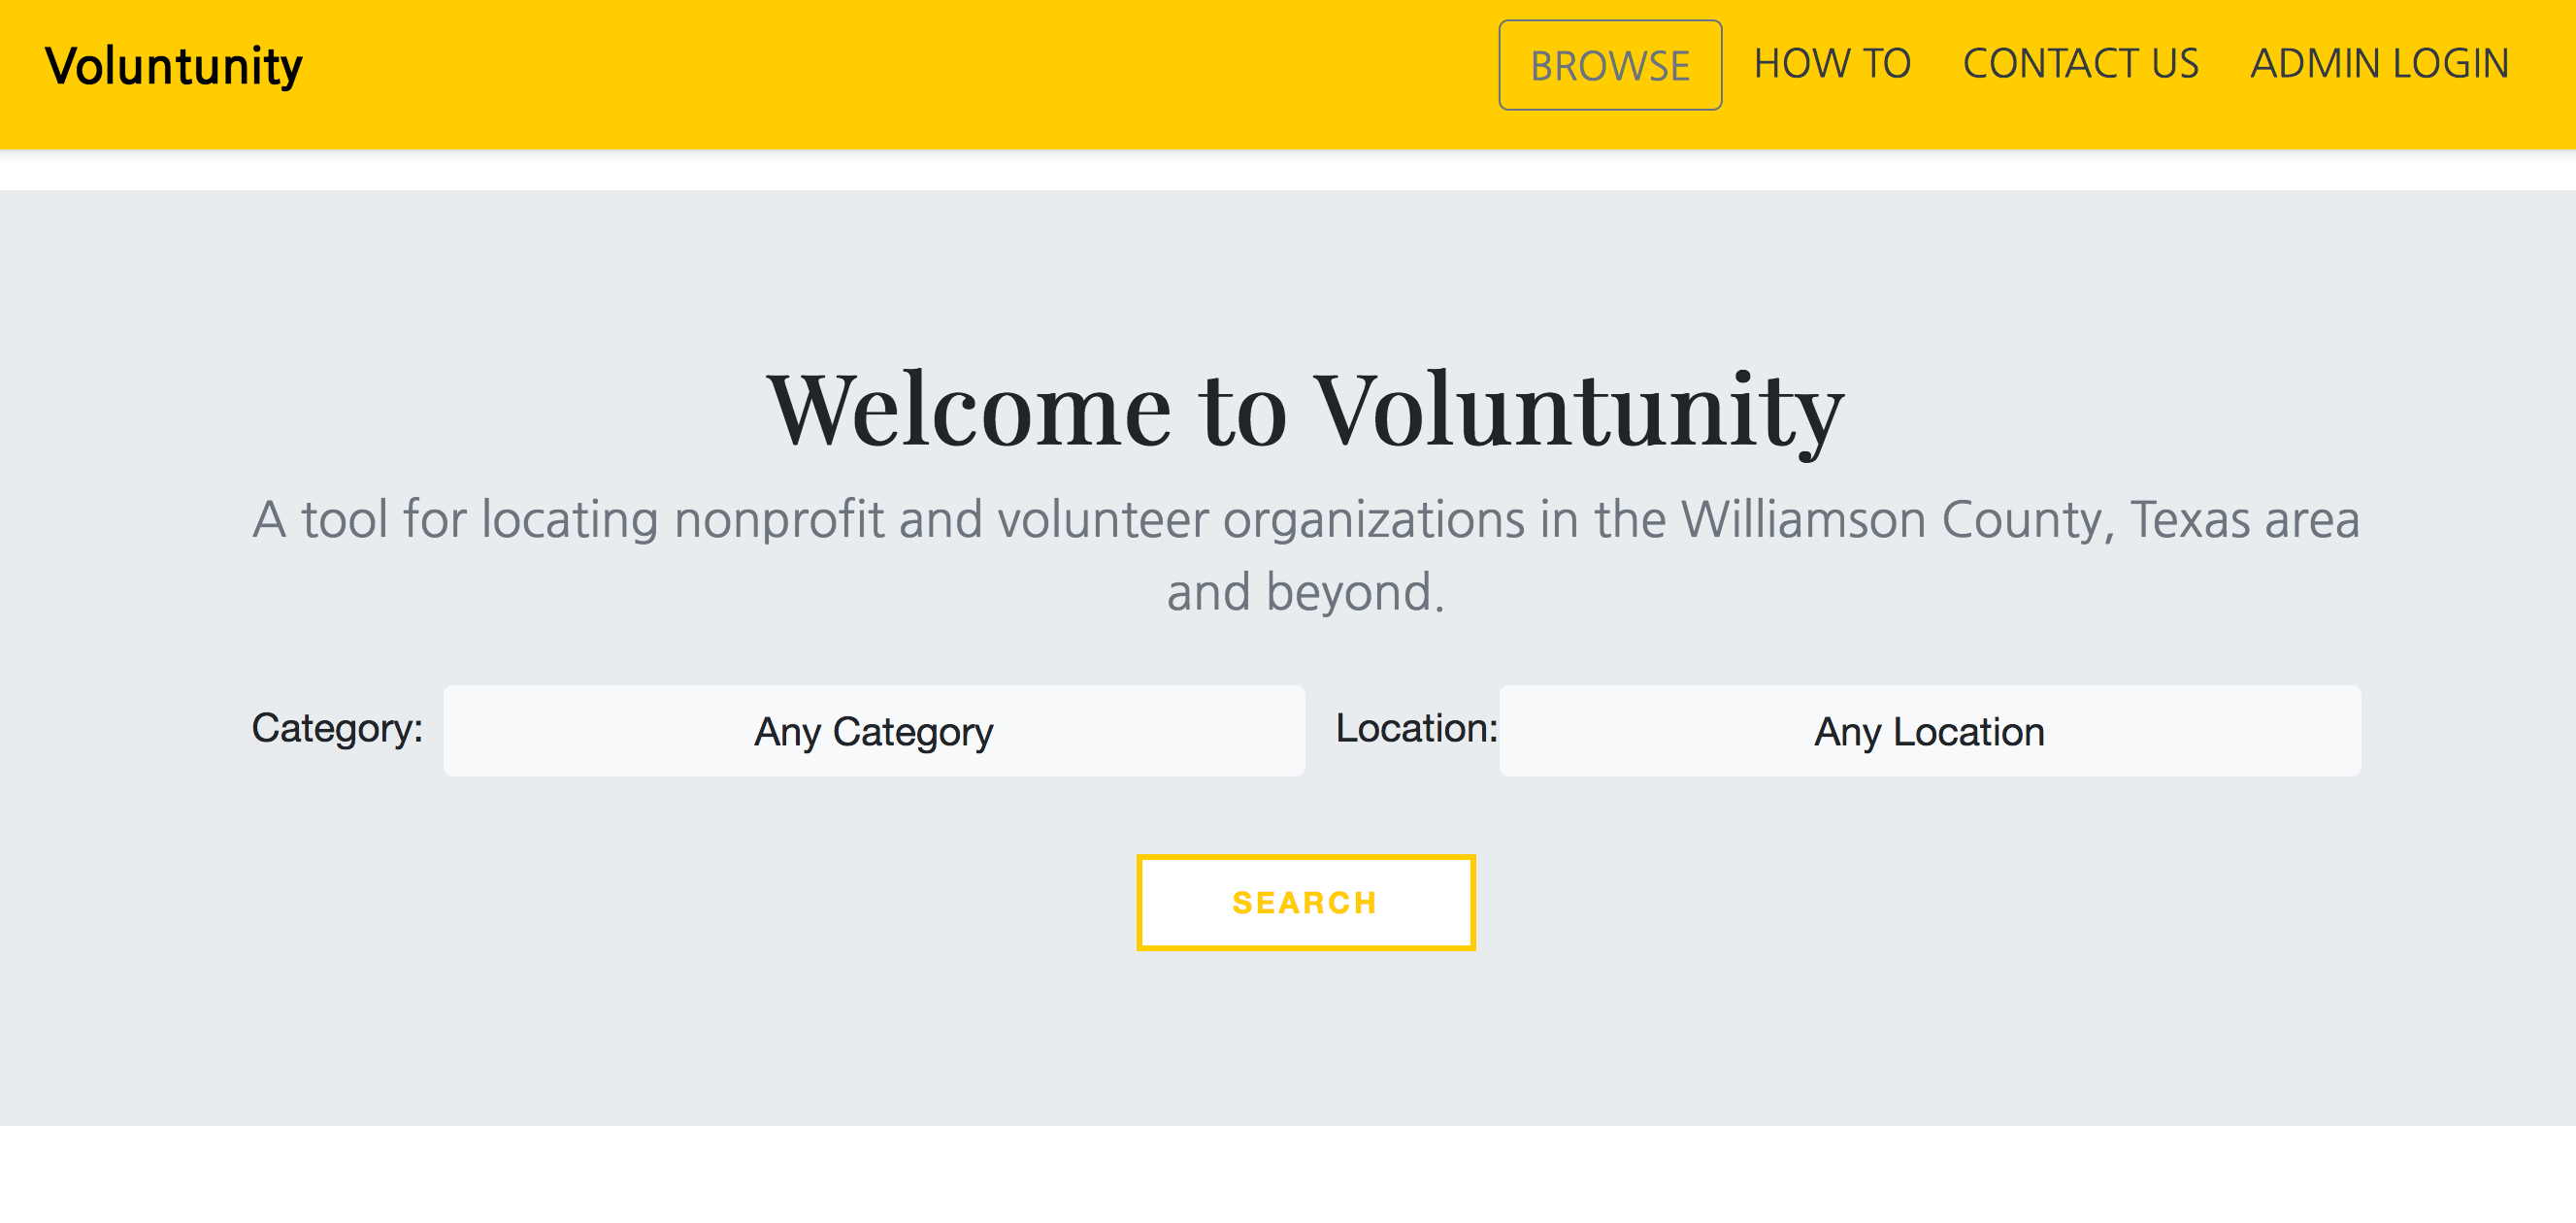 Voluntunity
BROWSE HOW TO CONTACT US ADMIN LOGIN
Welcome to Voluntunity
A tool for locating nonprofit and volunteer organizations in the Williamson County, Texas area
and beyond.
Category: Any Category Location: Any Location
SEARCH